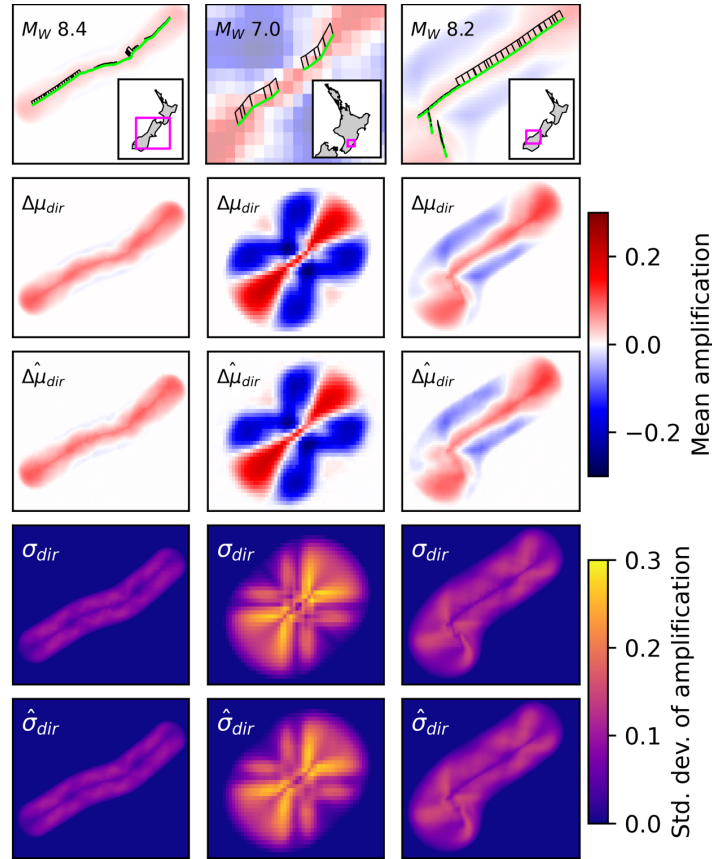 M_W 8.4
M_W 7.0
M_W 8.2
Δμ_dir
Δμ_dir
Δμ_dir
0.2
0.0
−0.2
Mean amplification
Δμ̂_dir
Δμ̂_dir
Δμ̂_dir
σ_dir
σ_dir
σ_dir
0.3
0.2
0.1
0.0
Std. dev. of amplification
σ̂_dir
σ̂_dir
σ̂_dir